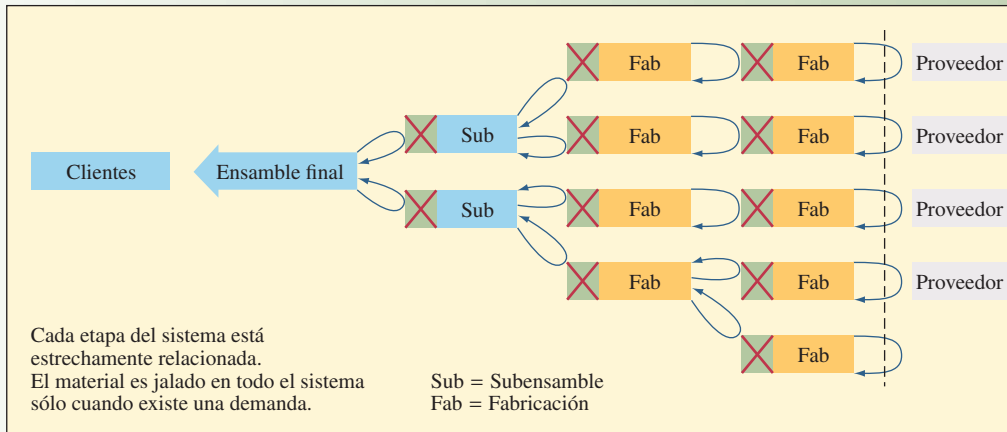 Fab Fab Proveedor
Sub Fab Fab Proveedor
Clientes Ensamble final
Sub Fab Fab Proveedor
Fab Fab Proveedor
Fab
Cada etapa del sistema está
estrechamente relacionada.
El material es jalado en todo el sistema
sólo cuando existe una demanda.
Sub = Subensamble
Fab = Fabricación